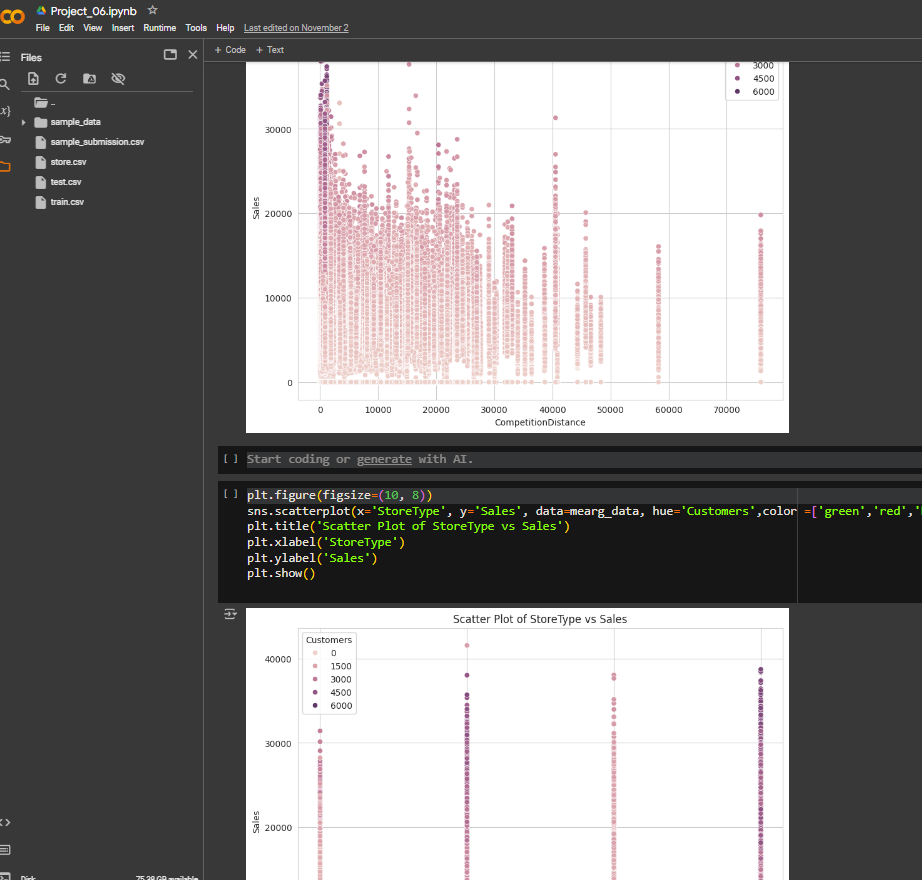 Project_06.ipynb
File Edit View Insert Runtime Tools Help Last edited on November 2
Files
+ Code + Text
..
sample_data
sample_submission.csv
store.csv
test.csv
train.csv
3000
4500
6000
30000
20000
10000
0
Sales
0 10000 20000 30000 40000 50000 60000 70000
CompetitionDistance
[ ] Start coding or generate with AI.
[ ] plt.figure(figsize=(10, 8))
sns.scatterplot(x='StoreType', y='Sales', data=mearg_data, hue='Customers',color =['green','red','
plt.title('Scatter Plot of StoreType vs Sales')
plt.xlabel('StoreType')
plt.ylabel('Sales')
plt.show()
Scatter Plot of StoreType vs Sales
Customers
0
1500
3000
4500
6000
40000
30000
20000
Sales
Disk 75.38 GB available